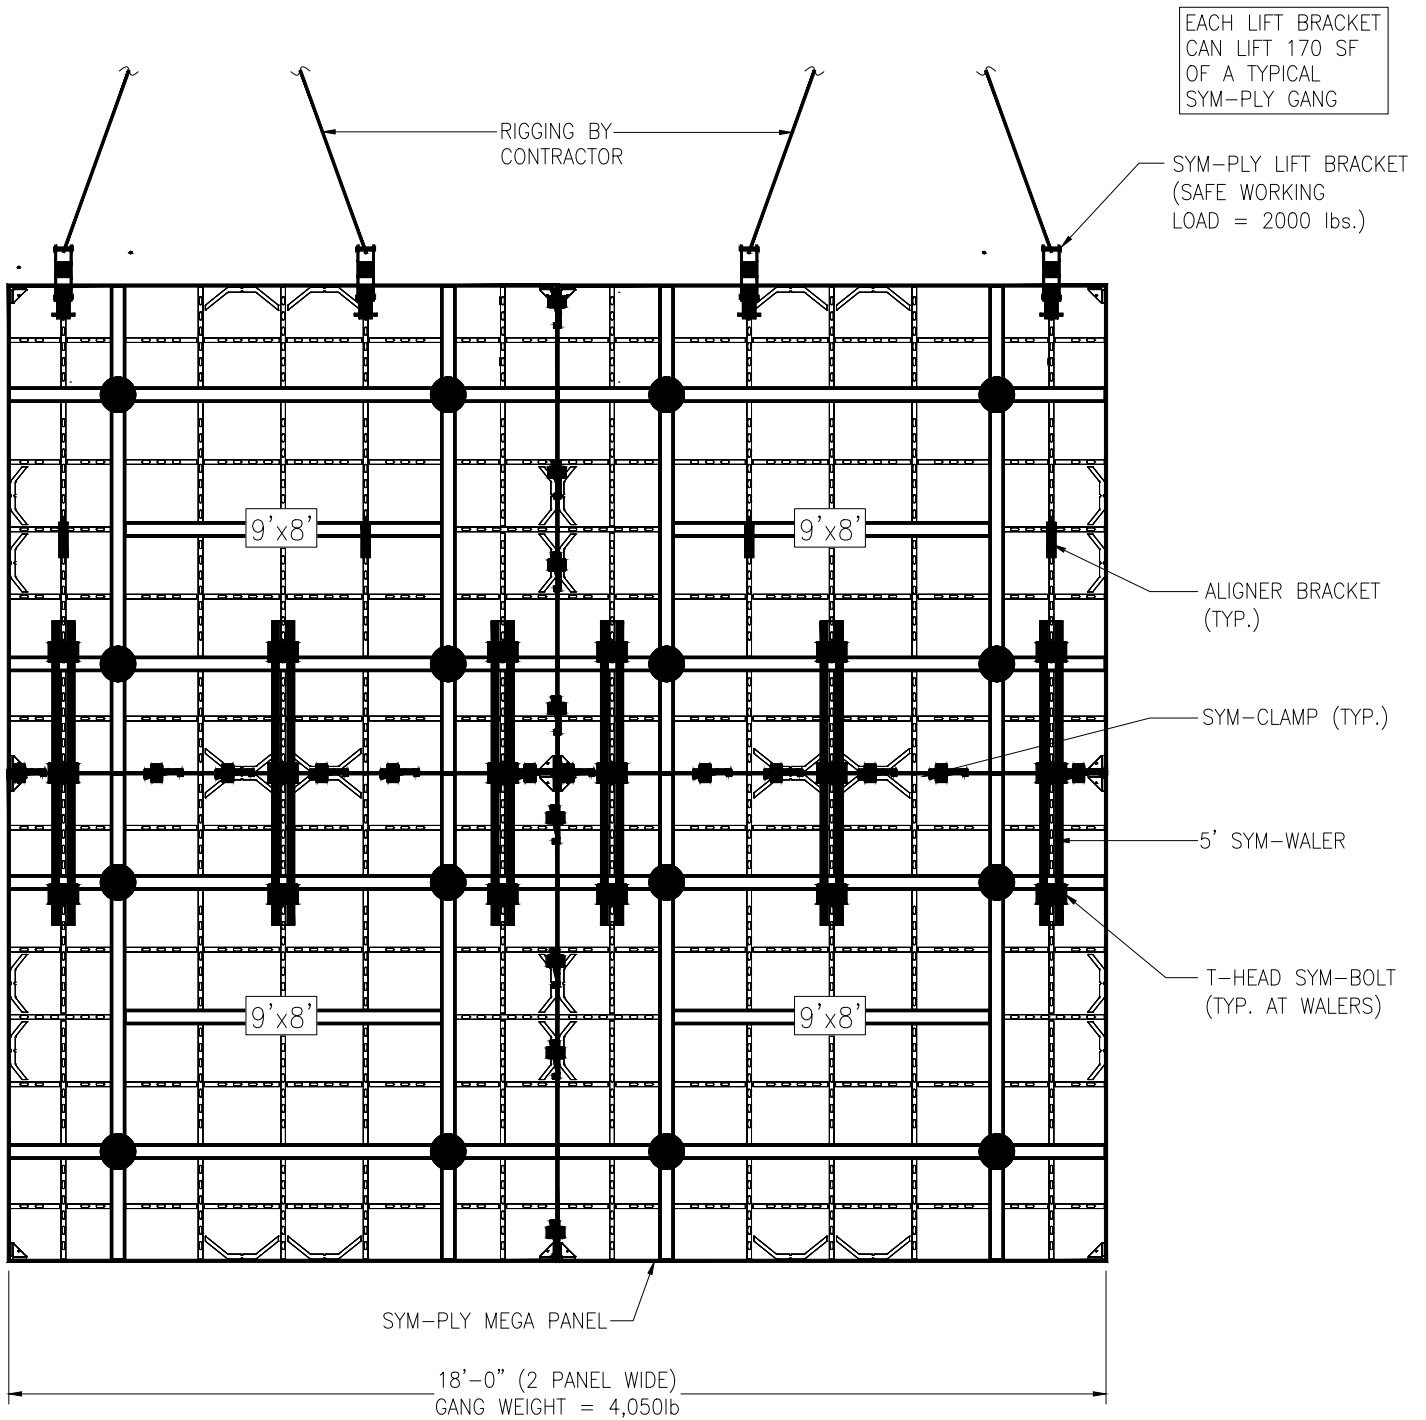 EACH LIFT BRACKET
CAN LIFT 170 SF
OF A TYPICAL
SYM-PLY GANG
RIGGING BY
CONTRACTOR
SYM-PLY LIFT BRACKET
(SAFE WORKING
LOAD = 2000 lbs.)
9'x8'
9'x8'
ALIGNER BRACKET
(TYP.)
SYM-CLAMP (TYP.)
5' SYM-WALER
T-HEAD SYM-BOLT
(TYP. AT WALERS)
9'x8'
9'x8'
SYM-PLY MEGA PANEL
18'-0" (2 PANEL WIDE)
GANG WEIGHT = 4,050lb